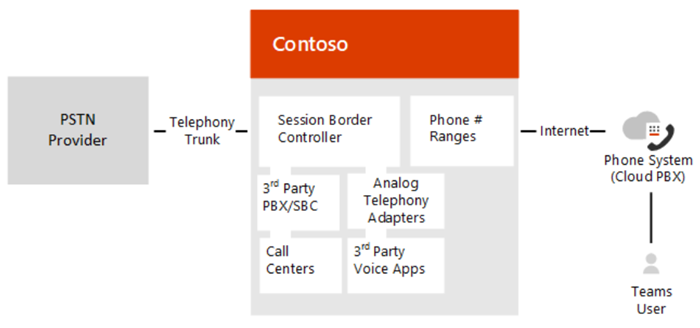 Contoso
PSTN
Provider
Telephony
Trunk
Session Border
Controller
Phone #
Ranges
3rd Party
PBX/SBC
Analog
Telephony
Adapters
Call
Centers
3rd Party
Voice Apps
Internet
Phone System
(Cloud PBX)
Teams
User